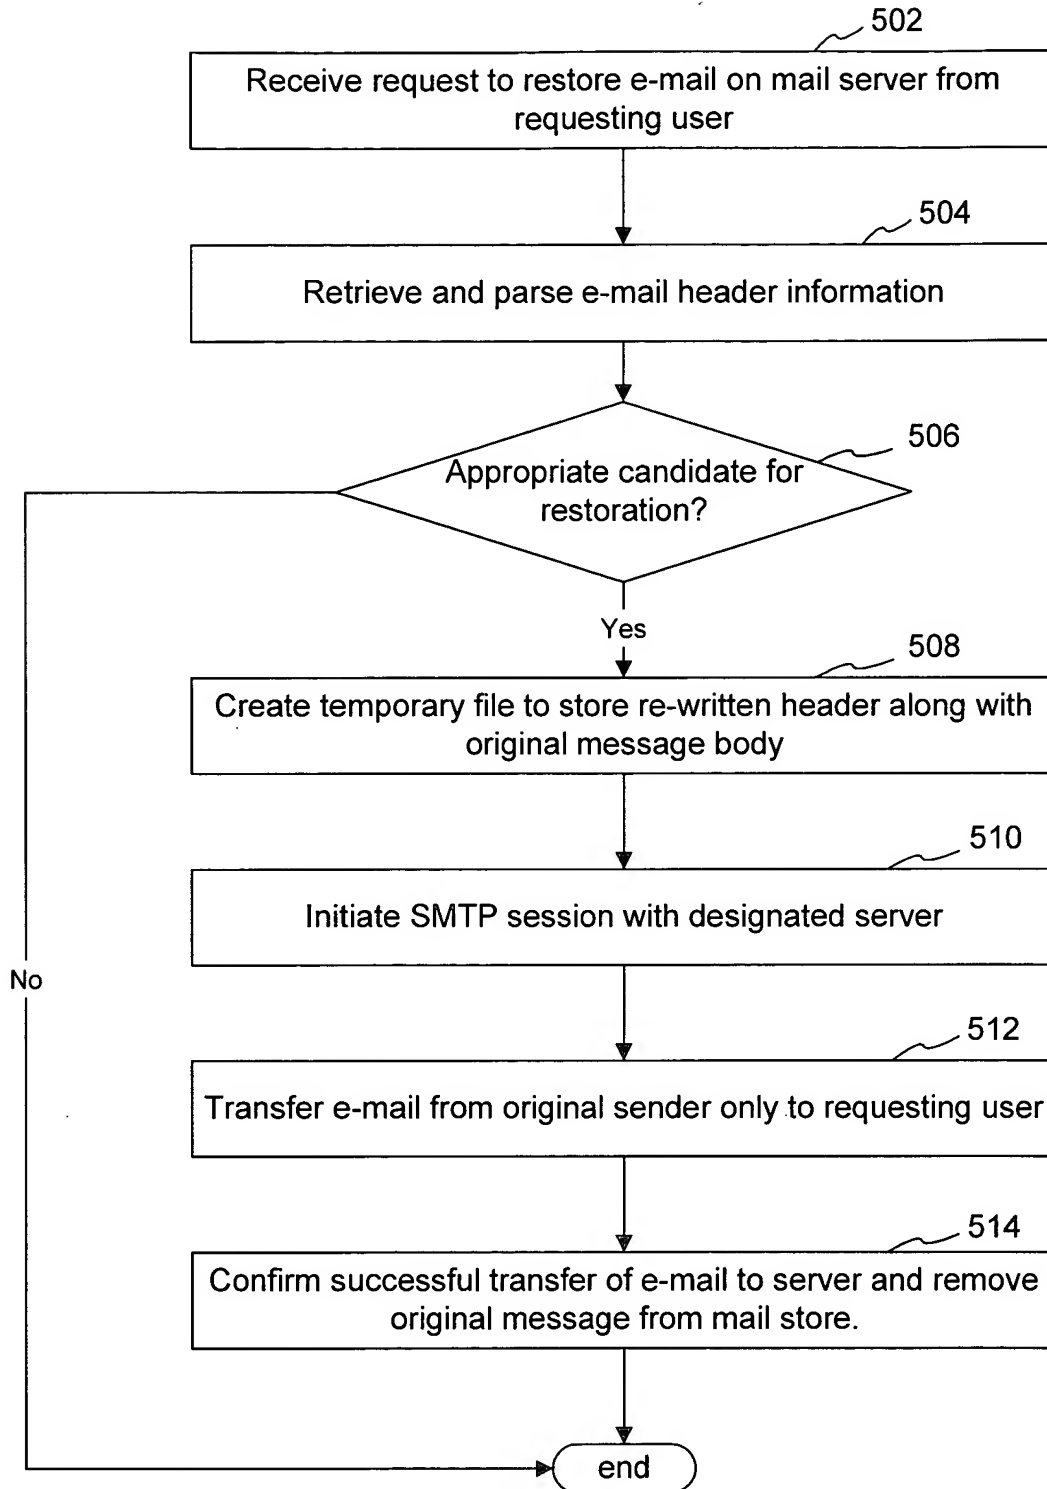 502
Receive request to restore e-mail on mail server from
requesting user
504
Retrieve and parse e-mail header information
506
Appropriate candidate for
restoration?
Yes
508
Create temporary file to store re-written header along with
original message body
510
Initiate SMTP session with designated server
No
512
Transfer e-mail from original sender only to requesting user
514
Confirm successful transfer of e-mail to server and remove
original message from mail store.
end